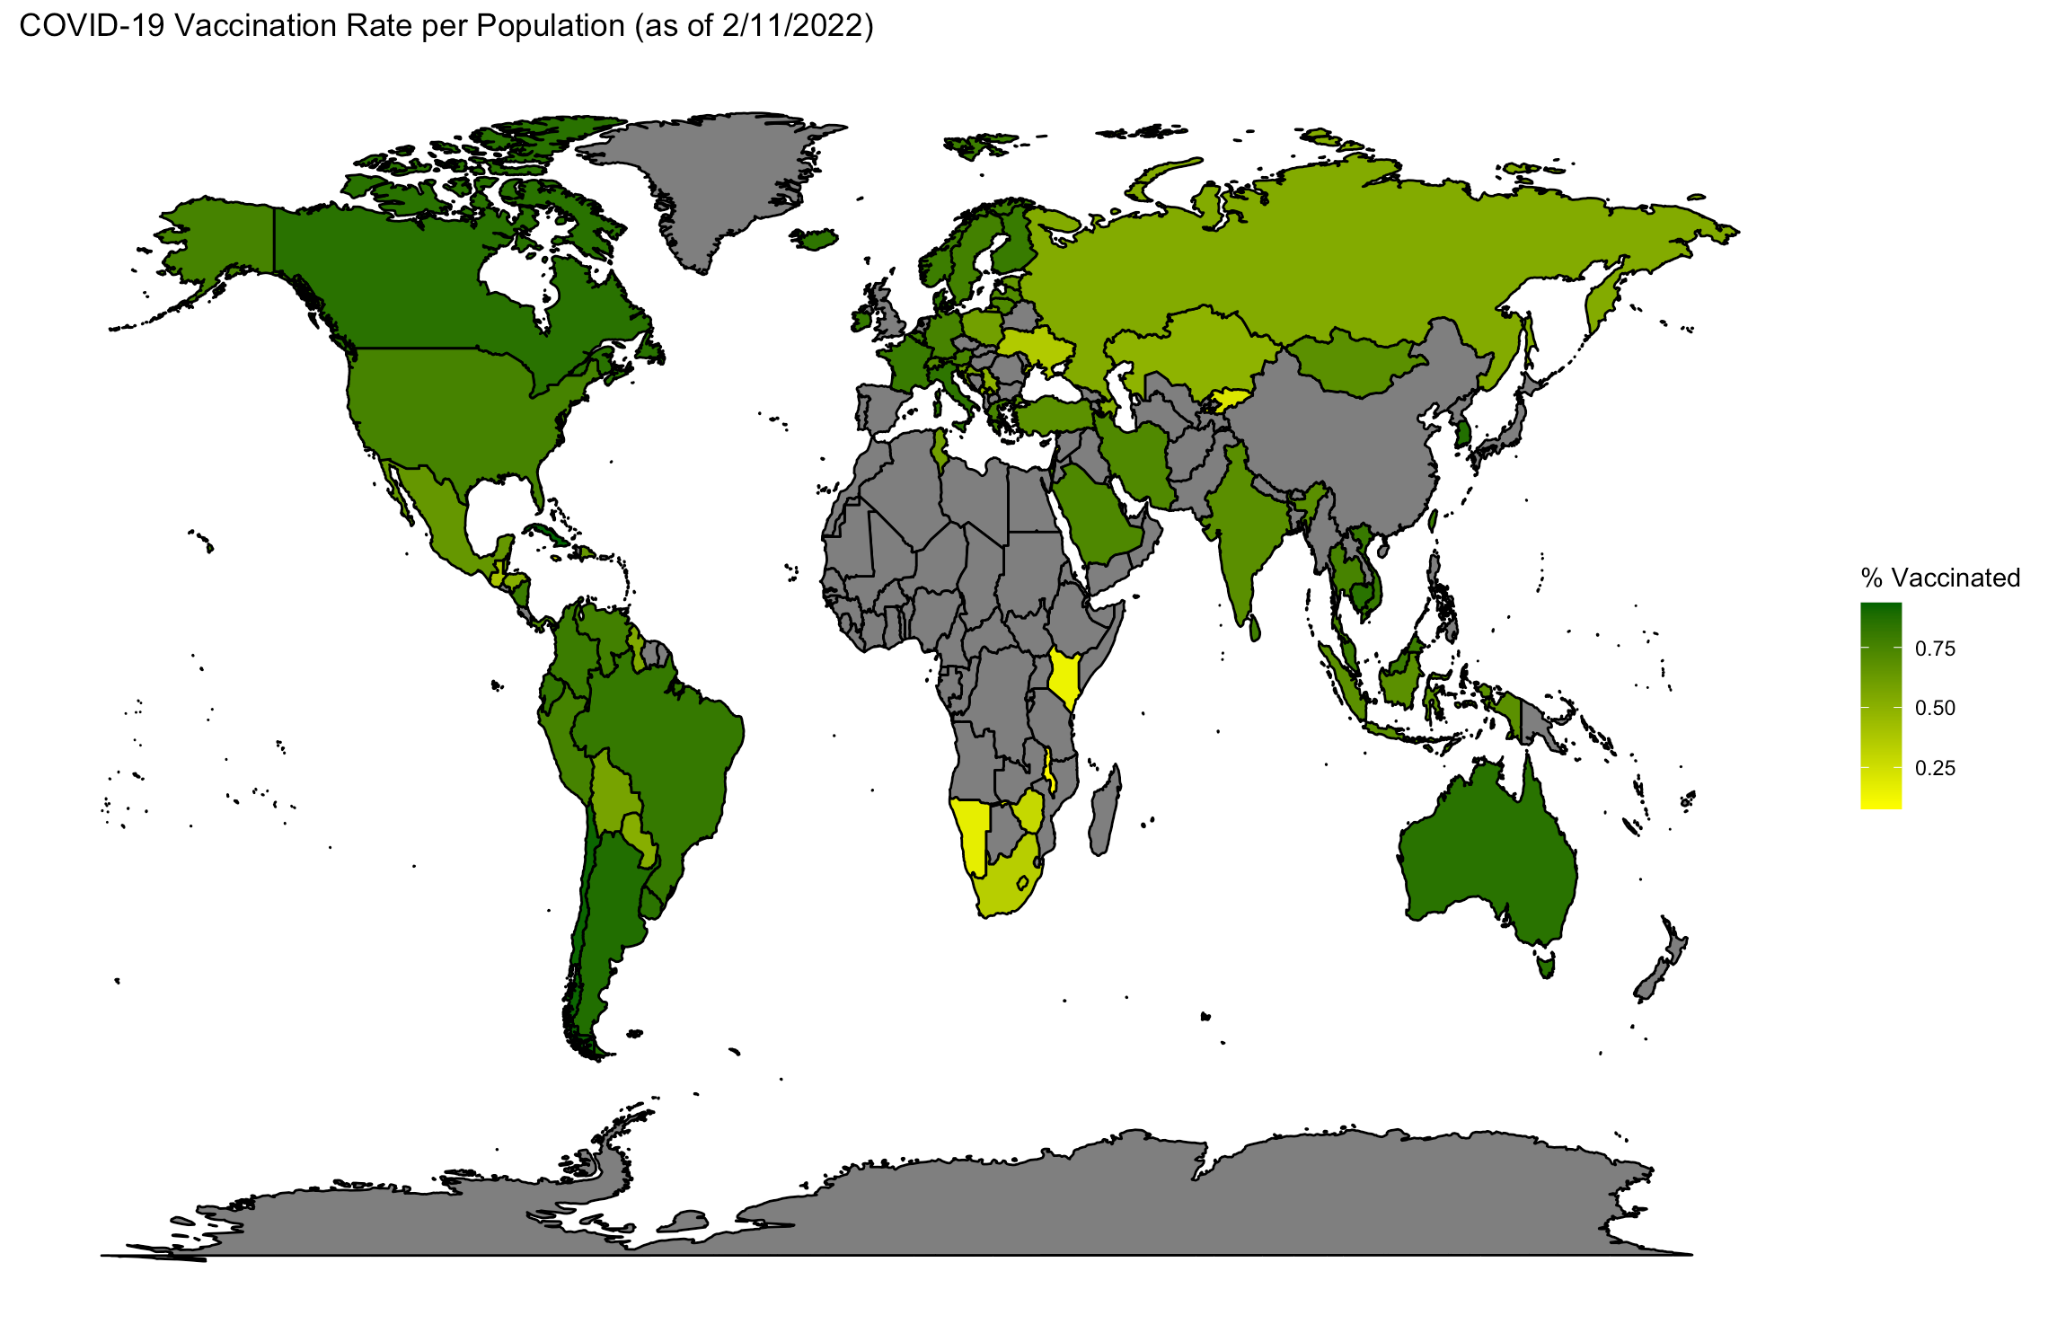 COVID-19 Vaccination Rate per Population (as of 2/11/2022)
% Vaccinated
0.75
0.50
0.25